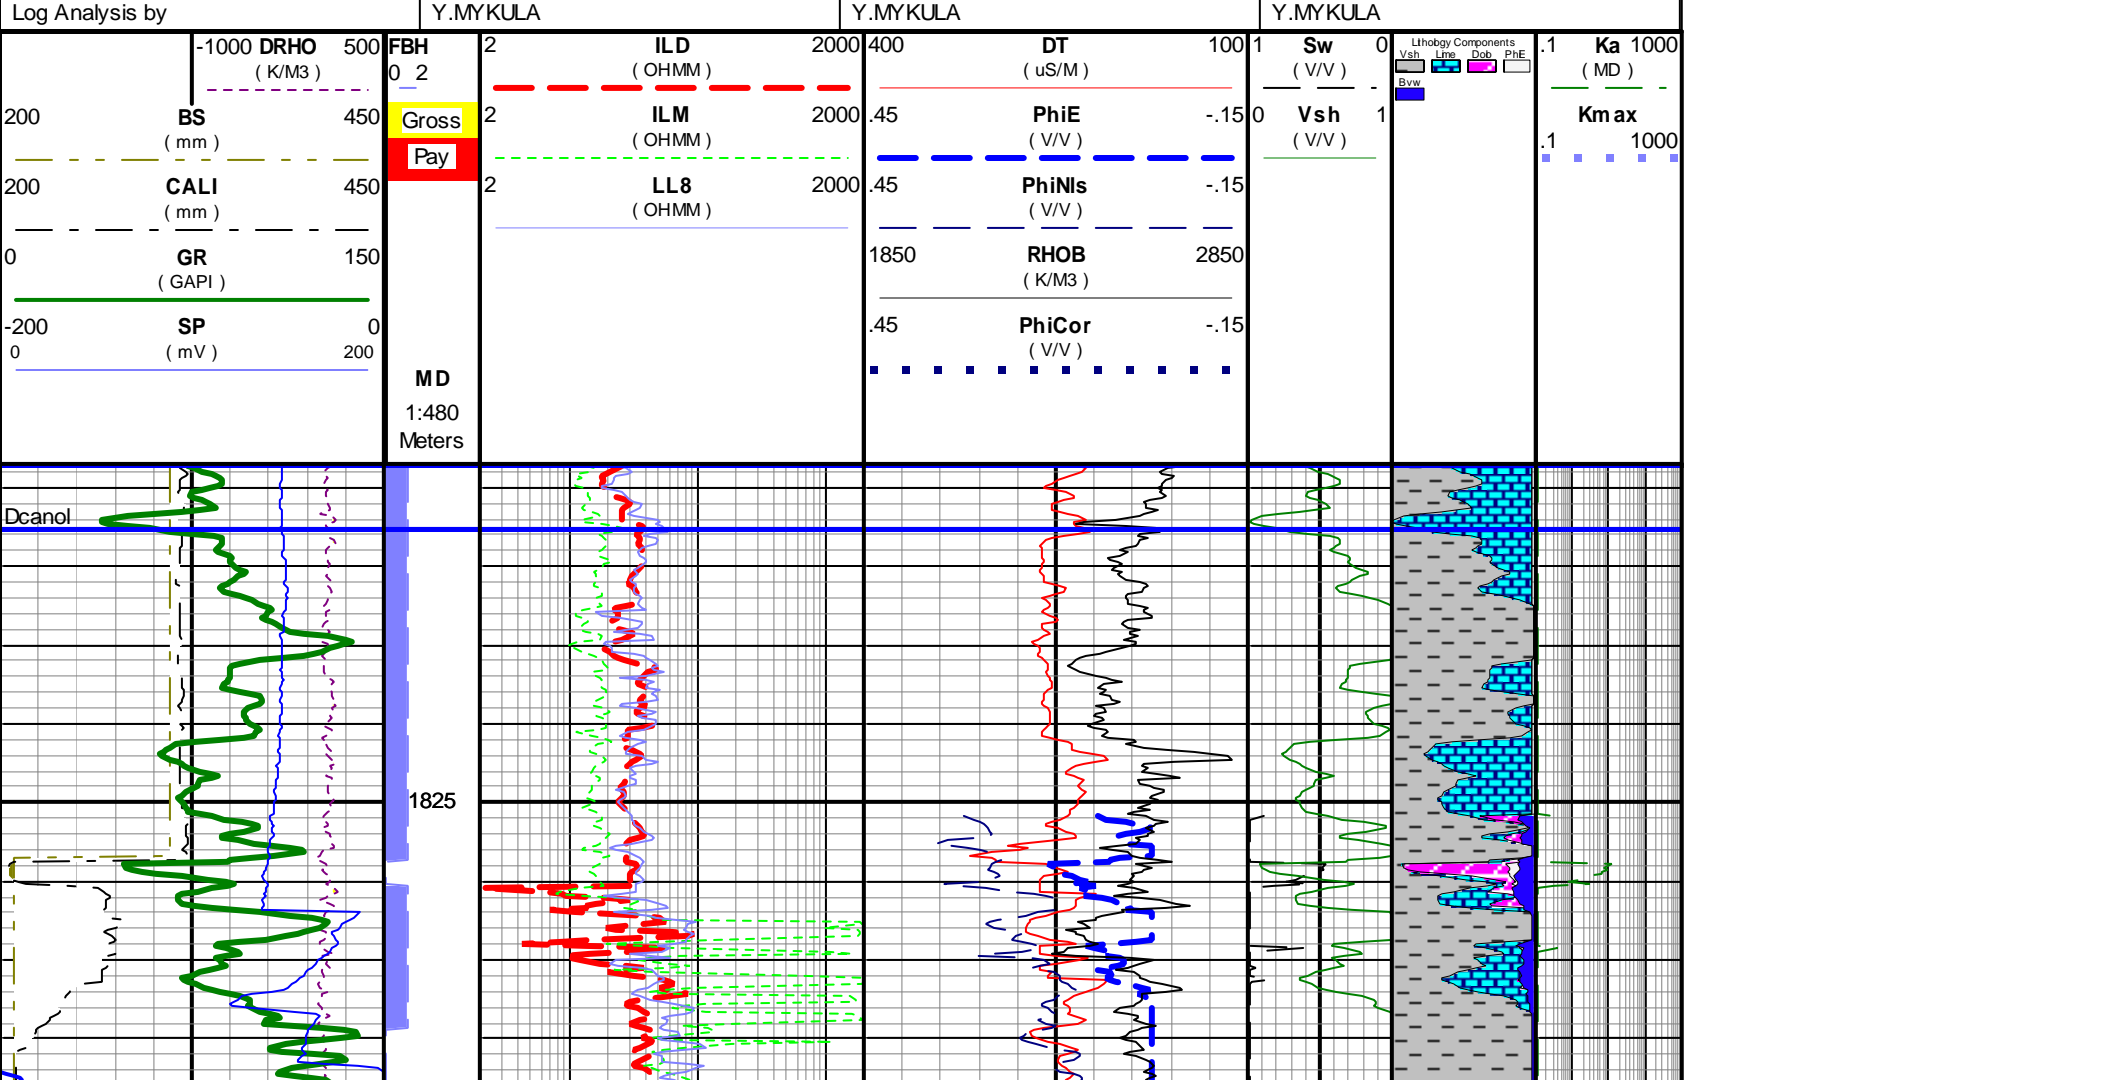 Log Analysis by Y.MYKULA Y.MYKULA Y.MYKULA
-1000 DRHO 500 FBH 2 ILD 2000 400 DT 100 1 Sw 0 Lithology Components .1 Ka 1000
( K/M3 ) 0 2 ( OHMM ) ( uS/M ) ( V/V ) Vsh Lime Dolo PhE ( MD )
Bvw
200 BS 450 Gross 2 ILM 2000 .45 PhiE -.15 0 Vsh 1 Kmax
( mm ) ( OHMM ) ( V/V ) ( V/V ) .1 1000
Pay
200 CALI 450 2 LL8 2000 .45 PhiNls -.15
( mm ) ( OHMM ) ( V/V )
0 GR 150 1850 RHOB 2850
( GAPI ) ( K/M3 )
-200 SP 0 .45 PhiCor -.15
0 ( mV ) 200 ( V/V )
MD
1:480
Meters
Dcanol
1825